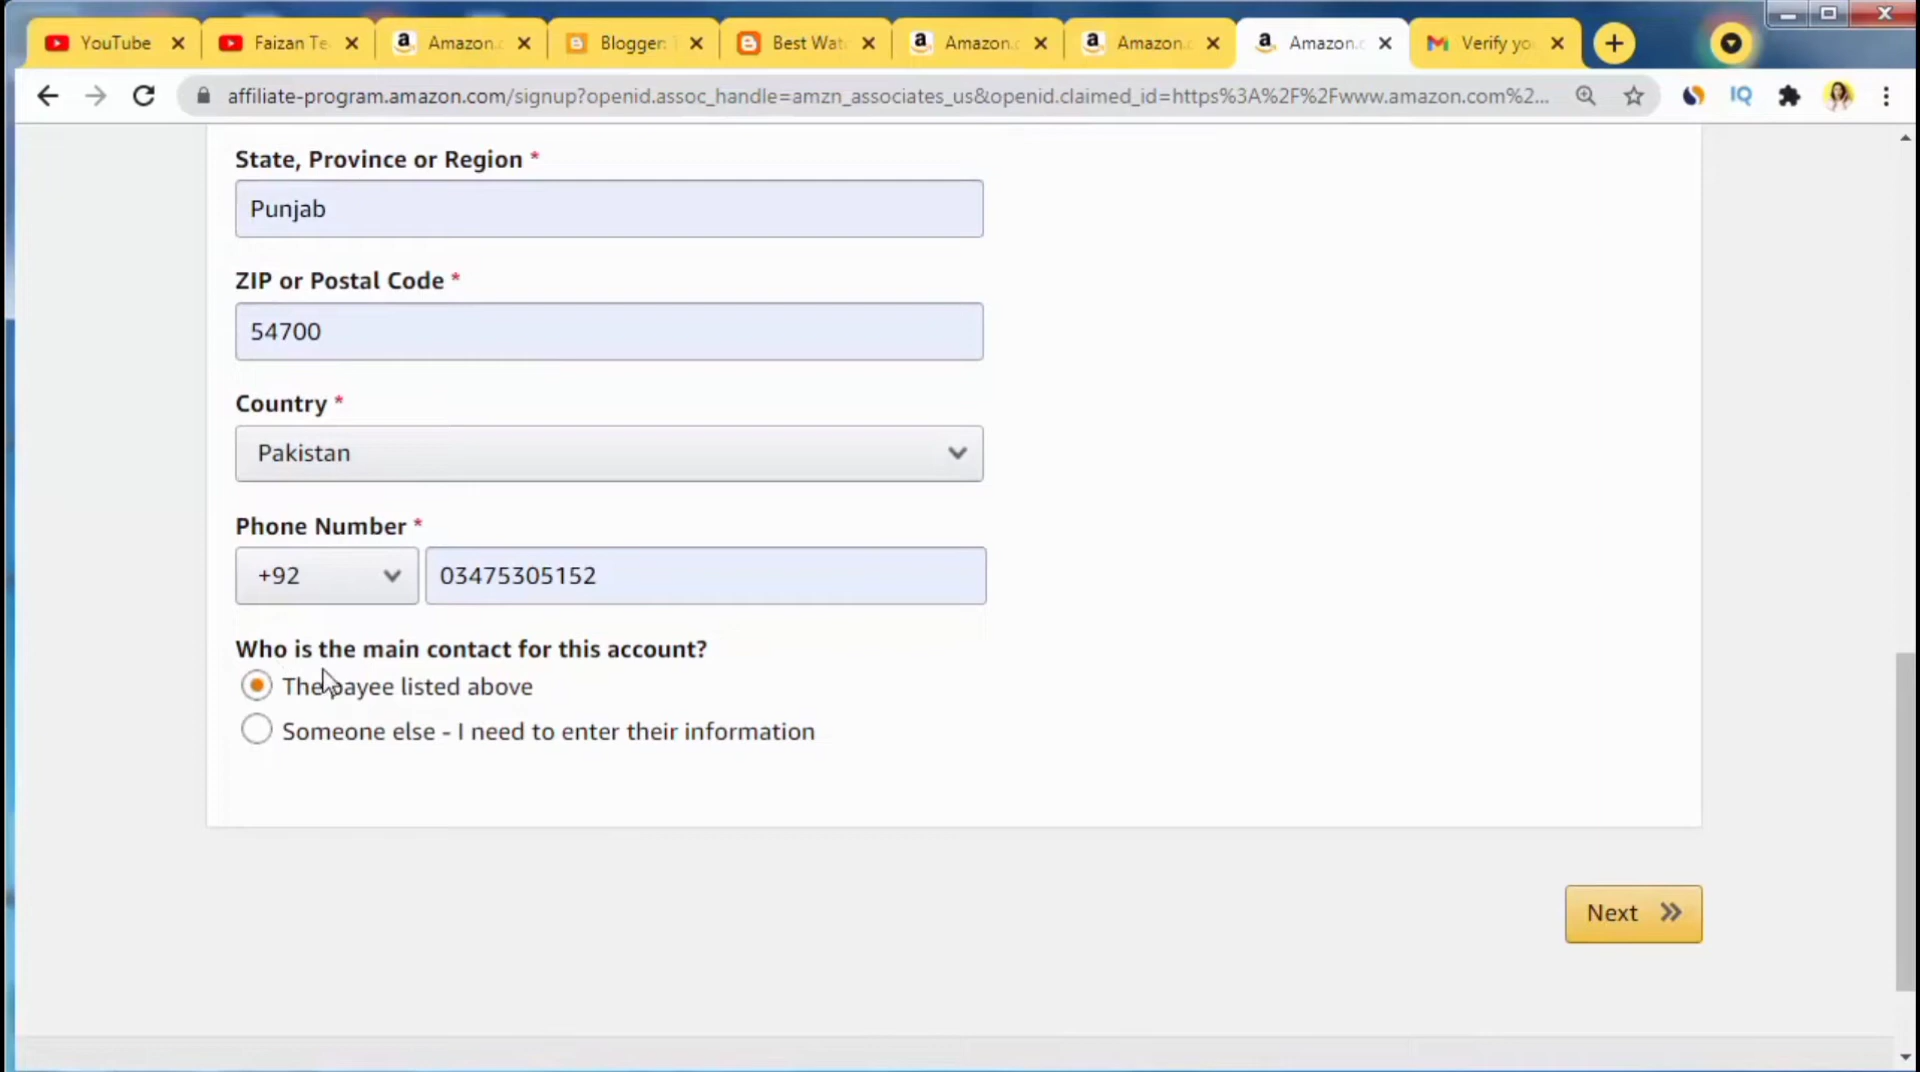 YouTube
Faizan Te
Amazon.
Blogger:
Best Wat
Amazon.
Amazon.
Amazon.
Verify yo
affiliate-program.amazon.com/signup?openid.assoc_handle=amzn_associates_us&openid.claimed_id=https%3A%2F%2Fwww.amazon.com%2...
IQ
State, Province or Region *
Punjab
ZIP or Postal Code *
54700
Country *
Pakistan
Phone Number *
+92
03475305152
Who is the main contact for this account?
The payee listed above
Someone else - I need to enter their information
Next